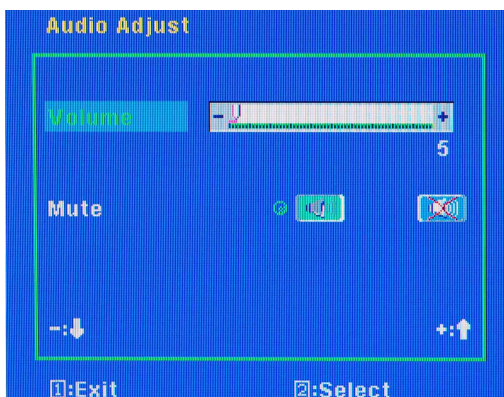 Audio Adjust
Volume - +
5
Mute
-:⬇ +:⬆
1:Exit 2:Select